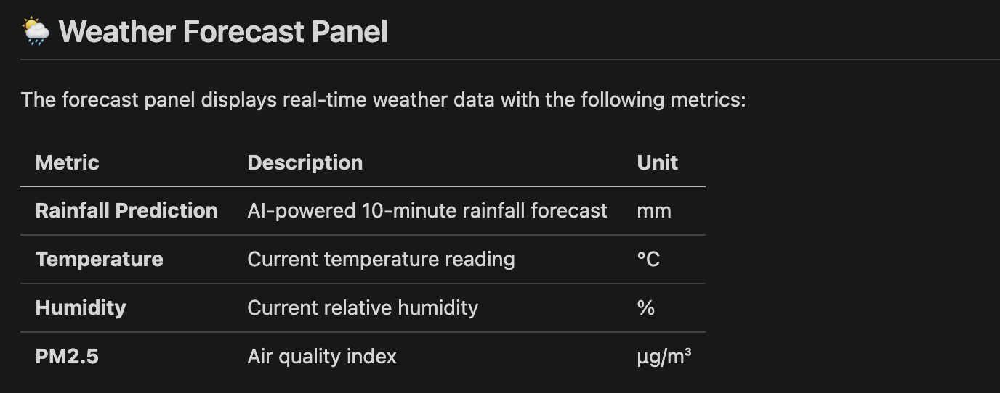 🌦️ Weather Forecast Panel
The forecast panel displays real-time weather data with the following metrics:
Metric Description Unit
Rainfall Prediction AI-powered 10-minute rainfall forecast mm
Temperature Current temperature reading °C
Humidity Current relative humidity %
PM2.5 Air quality index µg/m³